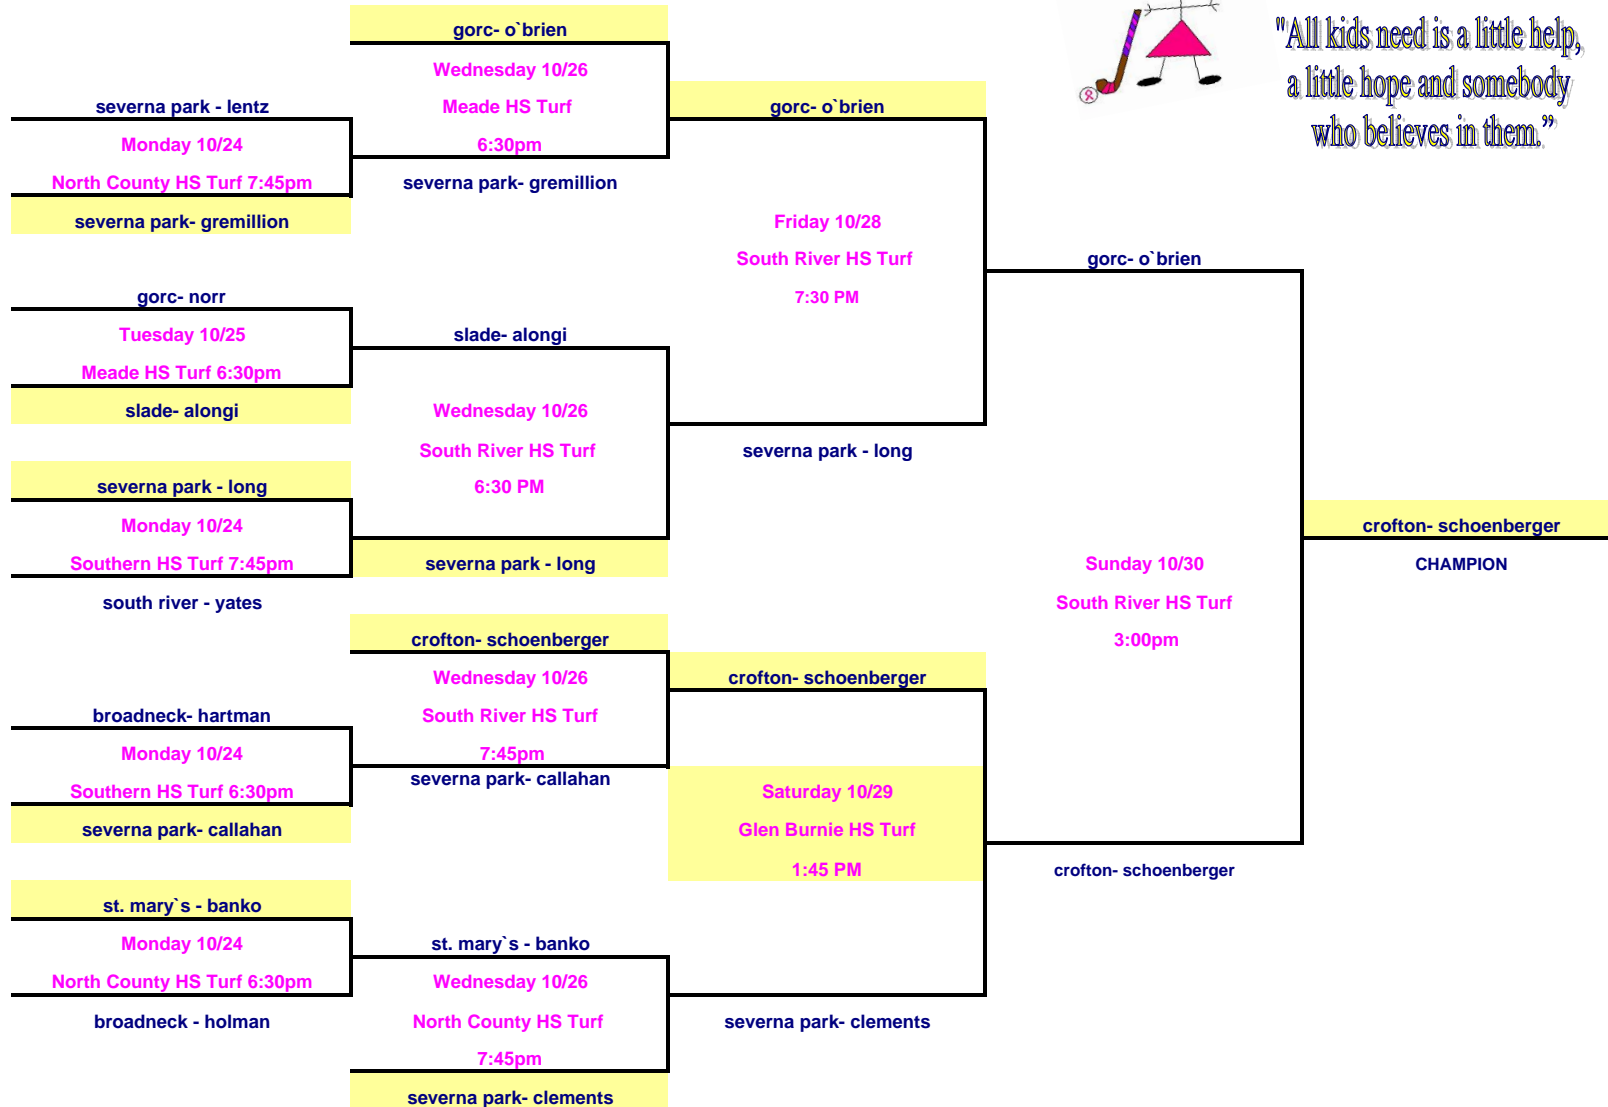 gorc- o`brien
Wednesday 10/26
Meade HS Turf
6:30pm
severna park- gremillion
severna park - lentz
Monday 10/24
North County HS Turf 7:45pm
severna park- gremillion
gorc- norr
Tuesday 10/25
Meade HS Turf 6:30pm
slade- alongi
slade- alongi
Wednesday 10/26
South River HS Turf
6:30 PM
severna park - long
severna park - long
Monday 10/24
Southern HS Turf 7:45pm
south river - yates
crofton- schoenberger
Wednesday 10/26
South River HS Turf
7:45pm
severna park- callahan
broadneck- hartman
Monday 10/24
Southern HS Turf 6:30pm
severna park- callahan
st. mary`s - banko
Monday 10/24
North County HS Turf 6:30pm
broadneck - holman
st. mary`s - banko
Wednesday 10/26
North County HS Turf
7:45pm
severna park- clements
gorc- o`brien
Friday 10/28
South River HS Turf
7:30 PM
severna park - long
crofton- schoenberger
Saturday 10/29
Glen Burnie HS Turf
1:45 PM
severna park- clements
gorc- o`brien
Sunday 10/30
South River HS Turf
3:00pm
crofton- schoenberger
crofton- schoenberger
CHAMPION
"All kids need is a little help,
a little hope and somebody
who believes in them.”